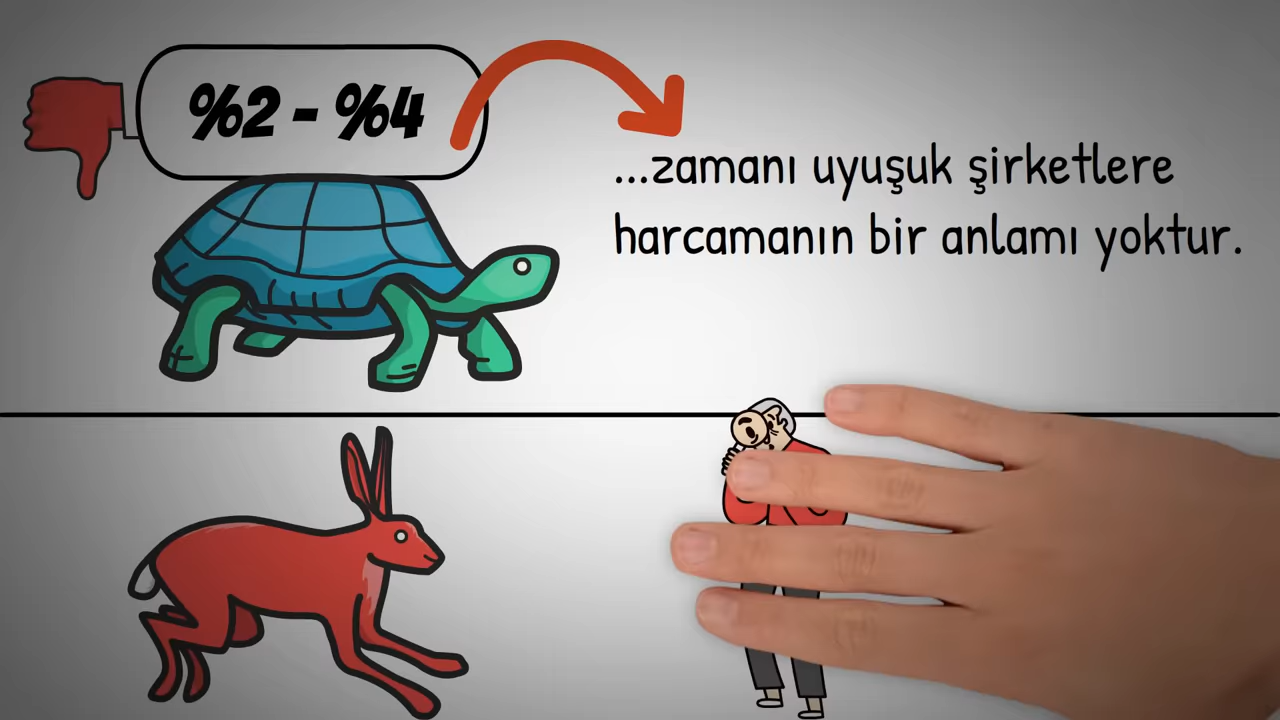 %2 - %4
...zamanı uyuşuk şirketlere
harcamanın bir anlamı yoktur.